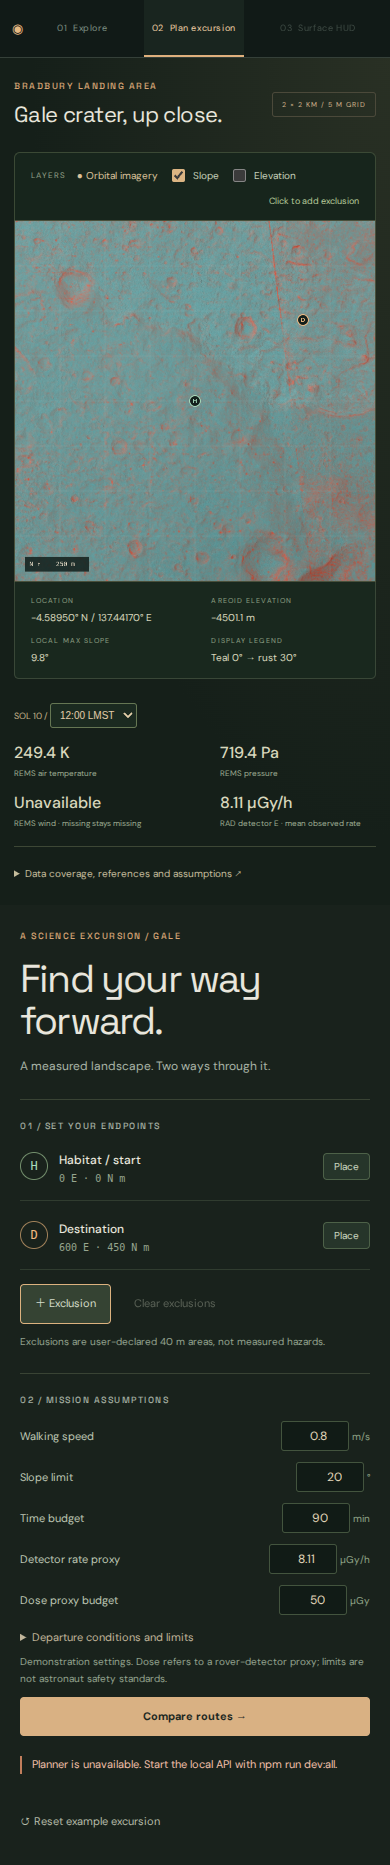 01 Explore
02 Plan excursion
03 Surface HUD
BRADBURY LANDING AREA
Gale crater, up close.
2 × 2 KM / 5 M GRID
LAYERS
Orbital imagery
Slope
Elevation
Click to add exclusion
D
H
N ↑ 250 m
LOCATION
-4.58950° N / 137.44170° E
AREOID ELEVATION
-4501.1 m
LOCAL MAX SLOPE
9.8°
DISPLAY LEGEND
Teal 0° → rust 30°
SOL 10 / 12:00 LMST
249.4 K
REMS air temperature
719.4 Pa
REMS pressure
Unavailable
REMS wind · missing stays missing
8.11 µGy/h
RAD detector E · mean observed rate
Data coverage, references and assumptions ↗
A SCIENCE EXCURSION / GALE
Find your way
forward.
A measured landscape. Two ways through it.
01 / SET YOUR ENDPOINTS
H
Habitat / start
0 E · 0 N m
Place
D
Destination
600 E · 450 N m
Place
+ Exclusion
Clear exclusions
Exclusions are user-declared 40 m areas, not measured hazards.
02 / MISSION ASSUMPTIONS
Walking speed 0.8 m/s
Slope limit 20 °
Time budget 90 min
Detector rate proxy 8.11 µGy/h
Dose proxy budget 50 µGy
Departure conditions and limits
Demonstration settings. Dose refers to a rover-detector proxy; limits are
not astronaut safety standards.
Compare routes →
Planner is unavailable. Start the local API with npm run dev:all.
↺ Reset example excursion